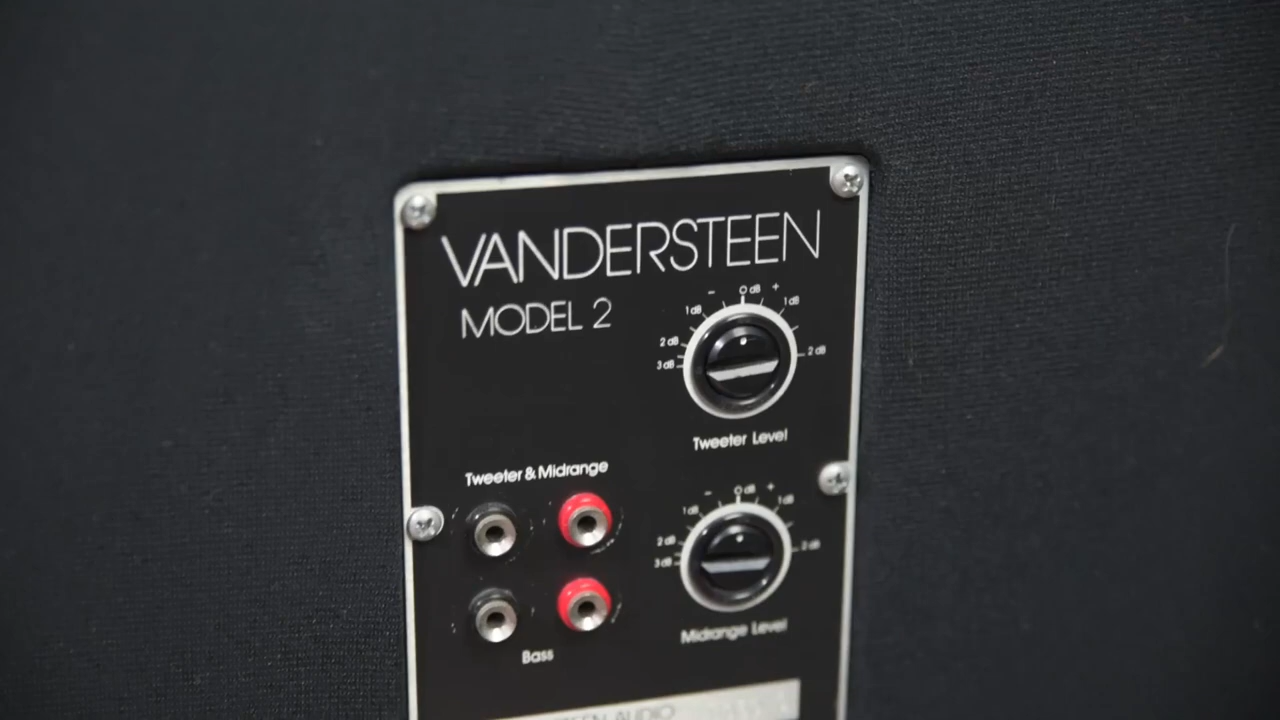 VANDERSTEEN
MODEL 2
- 0 dB +
1 dB 1 dB
2 dB 2 dB
3 dB
Tweeter Level
Tweeter & Midrange
- 0 dB +
1 dB 1 dB
2 dB 2 dB
3 dB
Midrange Level
Bass
AUDIO